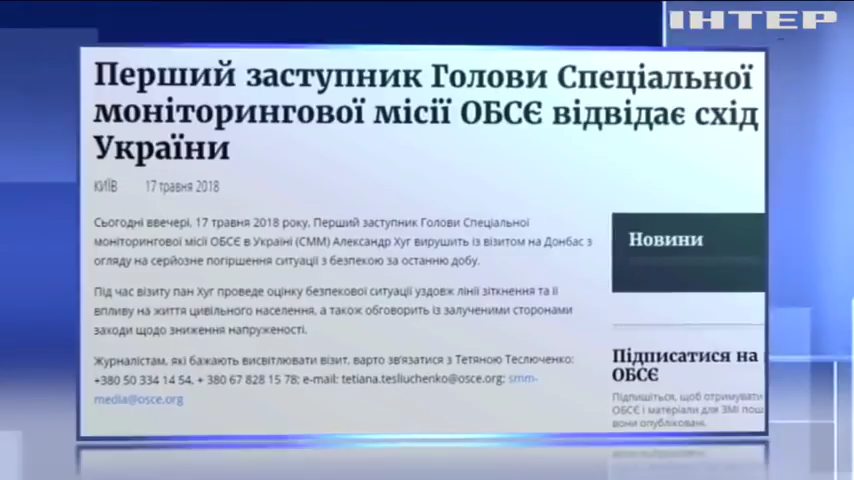 ІНТЕР
Перший заступник Голови Спеціальної
моніторингової місії ОБСЄ відвідає схід
України
КИЇВ 17 травня 2018
Сьогодні ввечері, 17 травня 2018 року, Перший заступник Голови Спеціальної
моніторингової місії ОБСЄ в Україні (СММ) Александр Хуг вирушить із візитом на Донбас з
огляду на серйозне погіршення ситуації з безпекою за останню добу.
Під час візиту пан Хуг проведе оцінку безпекової ситуації уздовж лінії зіткнення та її
впливу на життя цивільного населення, а також обговорить із залученими сторонами
заходи щодо зниження напруженості.
Журналістам, які бажають висвітлювати візит, варто зв'язатися з Тетяною Теслюченко:
+380 50 334 14 54, + 380 67 828 15 78; e-mail: tetiana.tesliuchenko@osce.org; smm-
media@osce.org
Новини
Підписатися на
ОБСЄ
Підпишіться, щоб отримувати
ОБСЄ і матеріали для ЗМІ пош
вони опубліковані.